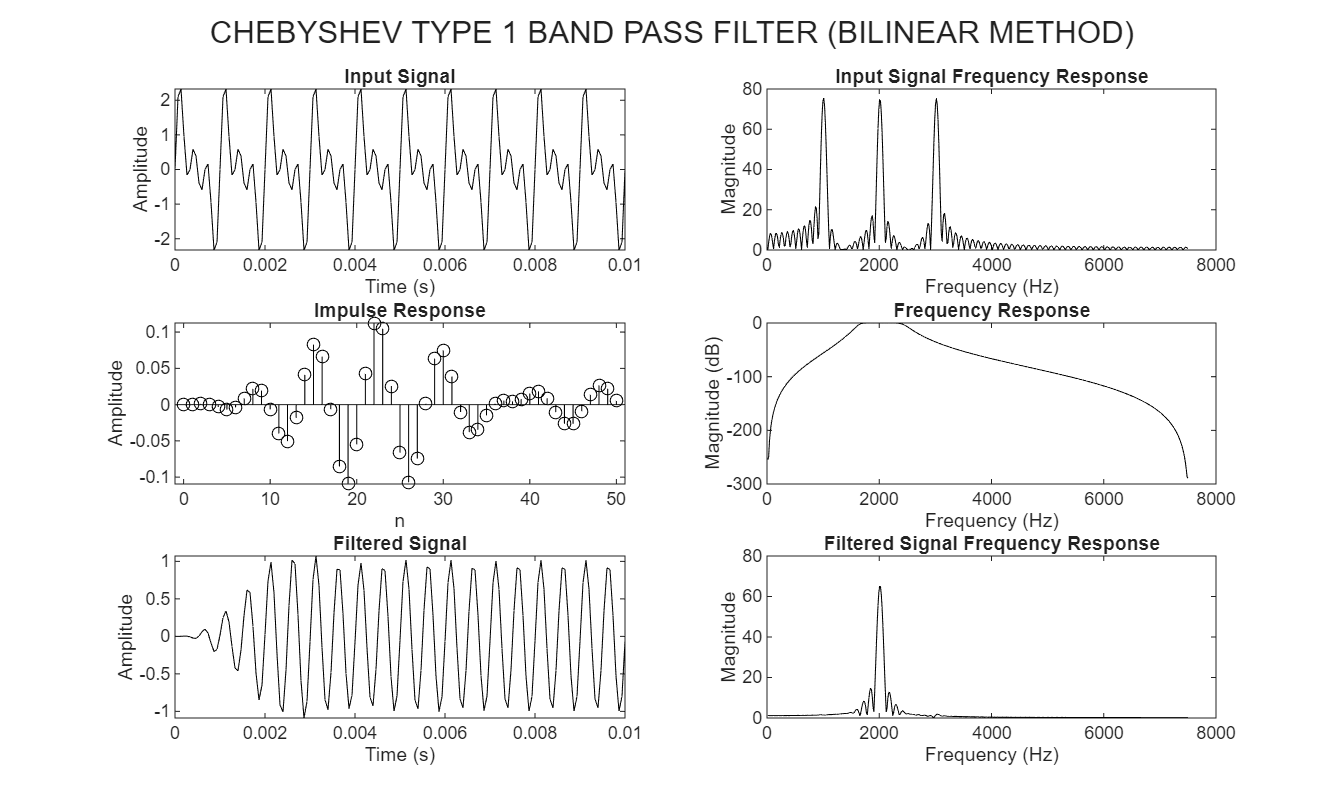 CHEBYSHEV TYPE 1 BAND PASS FILTER (BILINEAR METHOD)
Input Signal
Amplitude
2
1
0
-1
-2
0 0.002 0.004 0.006 0.008 0.01
Time (s)
Input Signal Frequency Response
Magnitude
80
60
40
20
0
0 2000 4000 6000 8000
Frequency (Hz)
Impulse Response
Amplitude
0.1
0.05
0
-0.05
-0.1
0 10 20 30 40 50
n
Frequency Response
Magnitude (dB)
0
-100
-200
-300
0 2000 4000 6000 8000
Frequency (Hz)
Filtered Signal
Amplitude
1
0.5
0
-0.5
-1
0 0.002 0.004 0.006 0.008 0.01
Time (s)
Filtered Signal Frequency Response
Magnitude
80
60
40
20
0
0 2000 4000 6000 8000
Frequency (Hz)